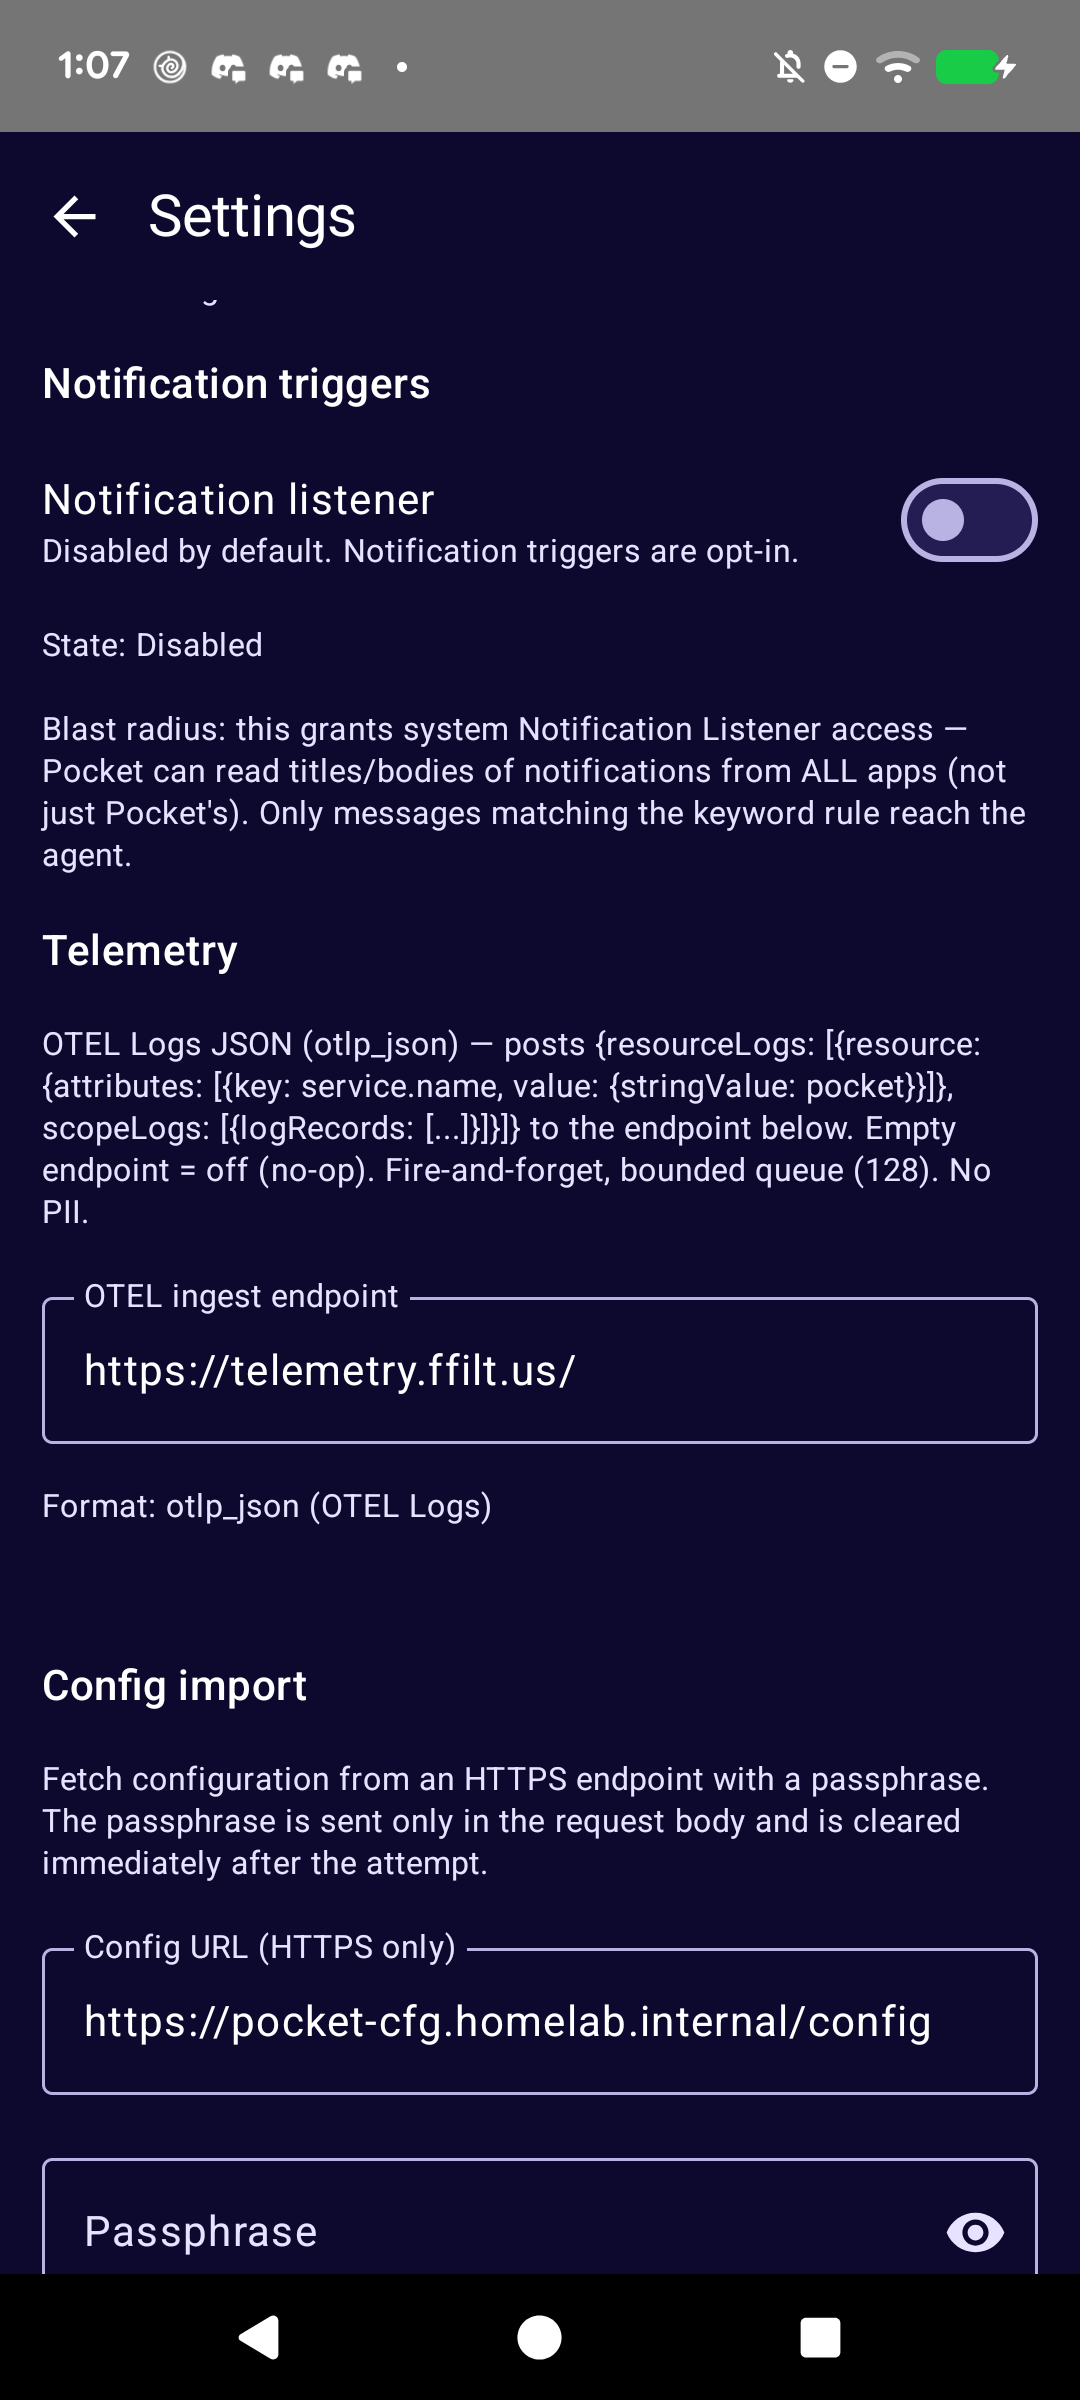 1:07
Settings
Notification triggers
Notification listener
Disabled by default. Notification triggers are opt-in.
State: Disabled
Blast radius: this grants system Notification Listener access —
Pocket can read titles/bodies of notifications from ALL apps (not
just Pocket's). Only messages matching the keyword rule reach the
agent.
Telemetry
OTEL Logs JSON (otlp_json) — posts {resourceLogs: [{resource:
{attributes: [{key: service.name, value: {stringValue: pocket}}]},
scopeLogs: [{logRecords: [...]}]}]} to the endpoint below. Empty
endpoint = off (no-op). Fire-and-forget, bounded queue (128). No
PII.
OTEL ingest endpoint
https://telemetry.ffilt.us/
Format: otlp_json (OTEL Logs)
Config import
Fetch configuration from an HTTPS endpoint with a passphrase.
The passphrase is sent only in the request body and is cleared
immediately after the attempt.
Config URL (HTTPS only)
https://pocket-cfg.homelab.internal/config
Passphrase